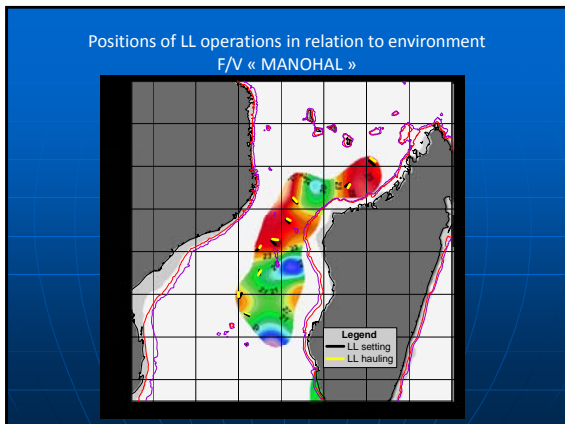 Positions of LL operations in relation to environment
F/V « MANOHAL »
Legend
LL setting
LL hauling